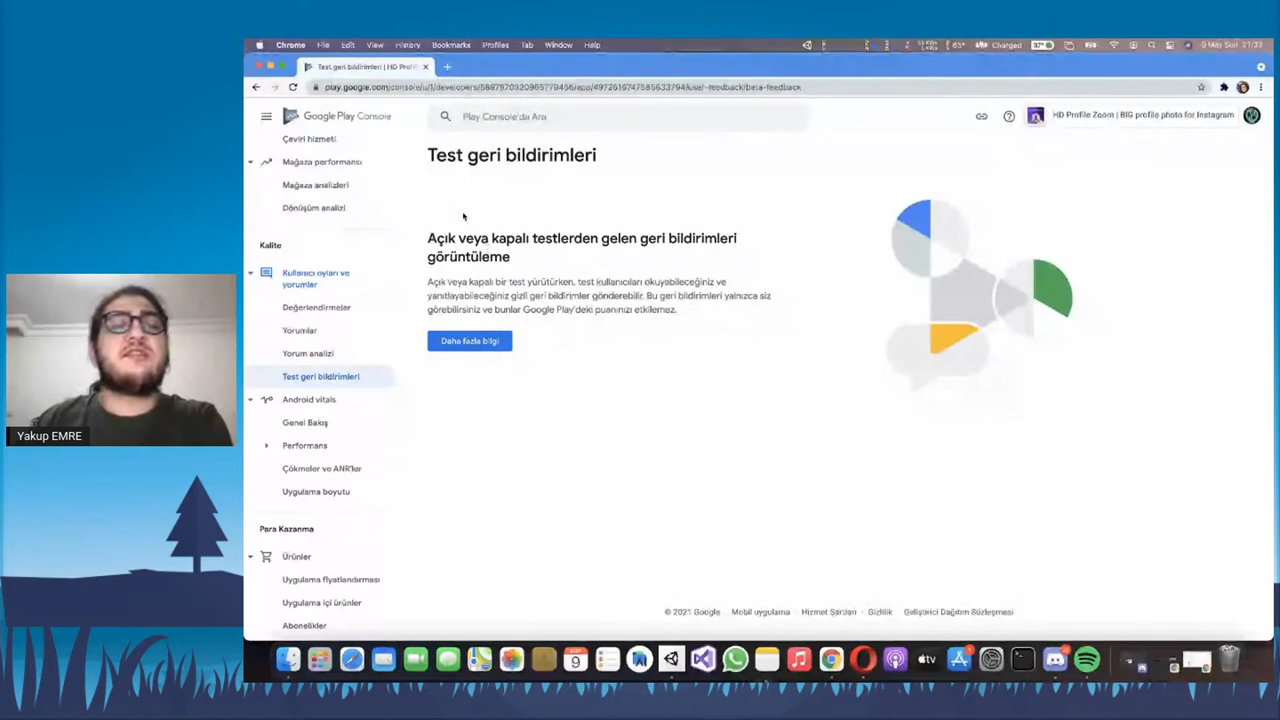 Chrome File Edit View History Bookmarks Profiles Tab Window Help
Charged
Test geri bildirimleri | HD Profil
Google Play Console
Play Console'da Ara
HD Profile Zoom | BIG profile photo for Instagram
Çeviri hizmeti
Mağaza performansı
Mağaza analizleri
Dönüşüm analizi
Kalite
Kullanıcı oyları ve
yorumlar
Değerlendirmeler
Yorumlar
Yorum analizi
Test geri bildirimleri
Android vitals
Genel Bakış
Performans
Çökmeler ve ANR'ler
Uygulama boyutu
Para Kazanma
Ürünler
Uygulama fiyatlandırması
Uygulama içi ürünler
Abonelikler
Test geri bildirimleri
Açık veya kapalı testlerden gelen geri bildirimleri
görüntüleme
Açık veya kapalı bir test yürütürken, test kullanıcıları okuyabileceğiniz ve
yanıtlayabileceğiniz gizli geri bildirimler gönderebilir. Bu geri bildirimleri yalnızca siz
görebilirsiniz ve bunlar Google Play'deki puanınızı etkilemez.
Daha fazla bilgi
© 2021 Google Mobil uygulama Hizmet Şartları Gizlilik Geliştirici Dağıtım Sözleşmesi
Yakup EMRE
9
tv